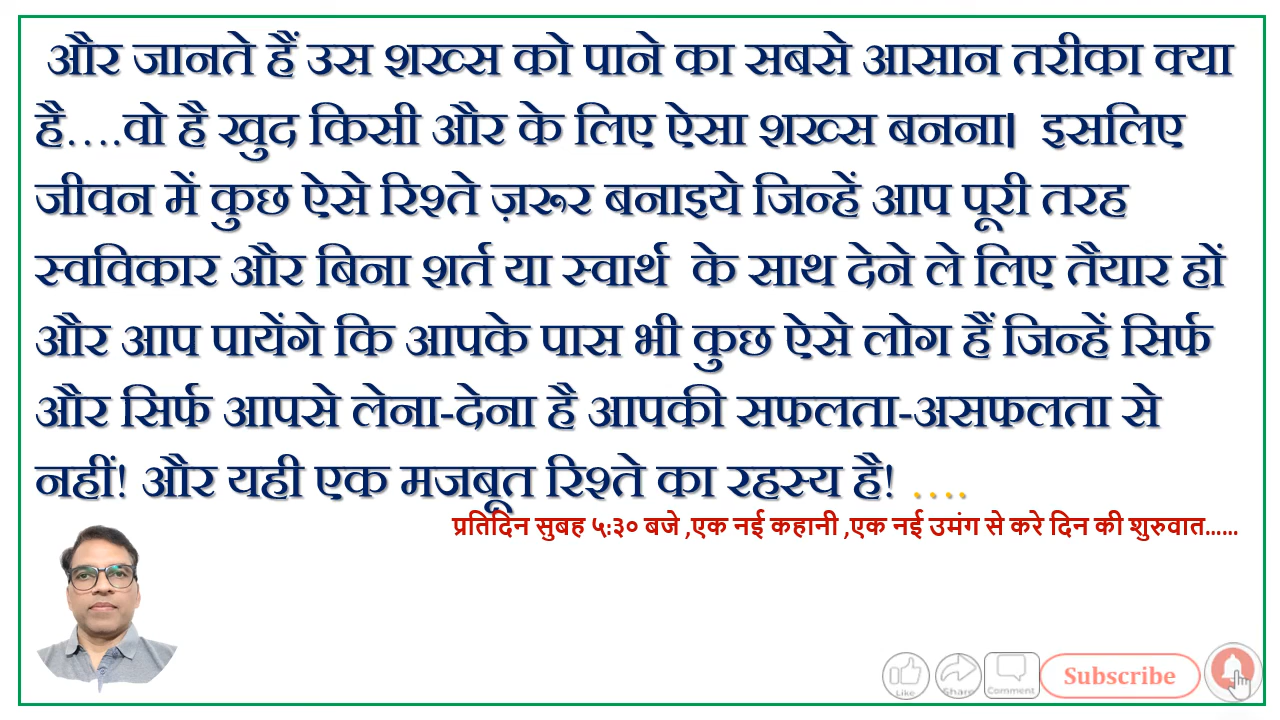 और जानते हैं उस शख्स को पाने का सबसे आसान तरीका क्या
है....वो है खुद किसी और के लिए ऐसा शख्स बनना| इसलिए
जीवन में कुछ ऐसे रिश्ते ज़रूर बनाइये जिन्हें आप पूरी तरह
स्वविकार और बिना शर्त या स्वार्थ के साथ देने ले लिए तैयार हों
और आप पायेंगे कि आपके पास भी कुछ ऐसे लोग हैं जिन्हें सिर्फ
और सिर्फ आपसे लेना-देना है आपकी सफलता-असफलता से
नहीं! और यही एक मजबूत रिश्ते का रहस्य है! ....
प्रतिदिन सुबह ५:३० बजे ,एक नई कहानी ,एक नई उमंग से करे दिन की शुरुवात......
Like Share Comment Subscribe